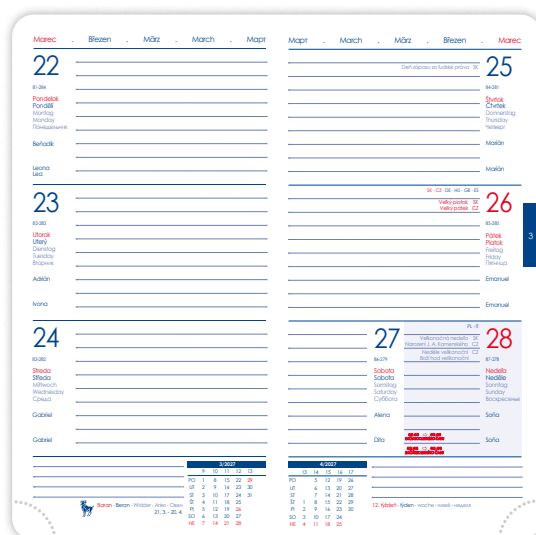 Marec . Březen . März . March . Март
22
81-284
Pondelok
Pondělí
Montag
Monday
Понедельник
Beňadik
Leona
Lea
23
82-283
Utorok
Úterý
Dienstag
Tuesday
Вторник
Adrián
Ivona
24
83-282
Streda
Středa
Mittwoch
Wednesday
Среда
Gabriel
Gabriel
3/2027
9 10 11 12 13
PO 1 8 15 22 29
UT 2 9 16 23 30
ST 3 10 17 24 31
ŠT 4 11 18 25
PI 5 12 19 26
SO 6 13 20 27
NE 7 14 21 28
Baran - Beran - Widder - Aries - Овен
21. 3. - 20. 4.
Март . March . März . Březen . Marec
25
Deň zápasu za ľudské práva SK
84-281
Štvrtok
Čtvrtek
Donnerstag
Thursday
Четверг
Marián
Marián
SK - CZ - DE - HU - GB - ES
26
Veľký piatok SK
Velký pátek CZ
85-280
Pátek
Piatok
Freitag
Friday
Пятница
Emanuel
Emanuel
3
27
86-279
Sobota
Sobota
Samstag
Saturday
Суббота
Alena
Dita
PL - IT
28
Veľkonočná nedeľa SK
Narození J. A. Komenského CZ
Neděle velikonoční CZ
Boží hod velikonoční
87-278
Nedeľa
Neděle
Sonntag
Sunday
Воскресенье
Soňa
Soňa
4/2027
13 14 15 16 17
PO 5 12 19 26
UT 6 13 20 27
ST 7 14 21 28
ŠT 1 8 15 22 29
PI 2 9 16 23 30
SO 3 10 17 24
NE 4 11 18 25
12. týždeň - týden - woche - week - неделя